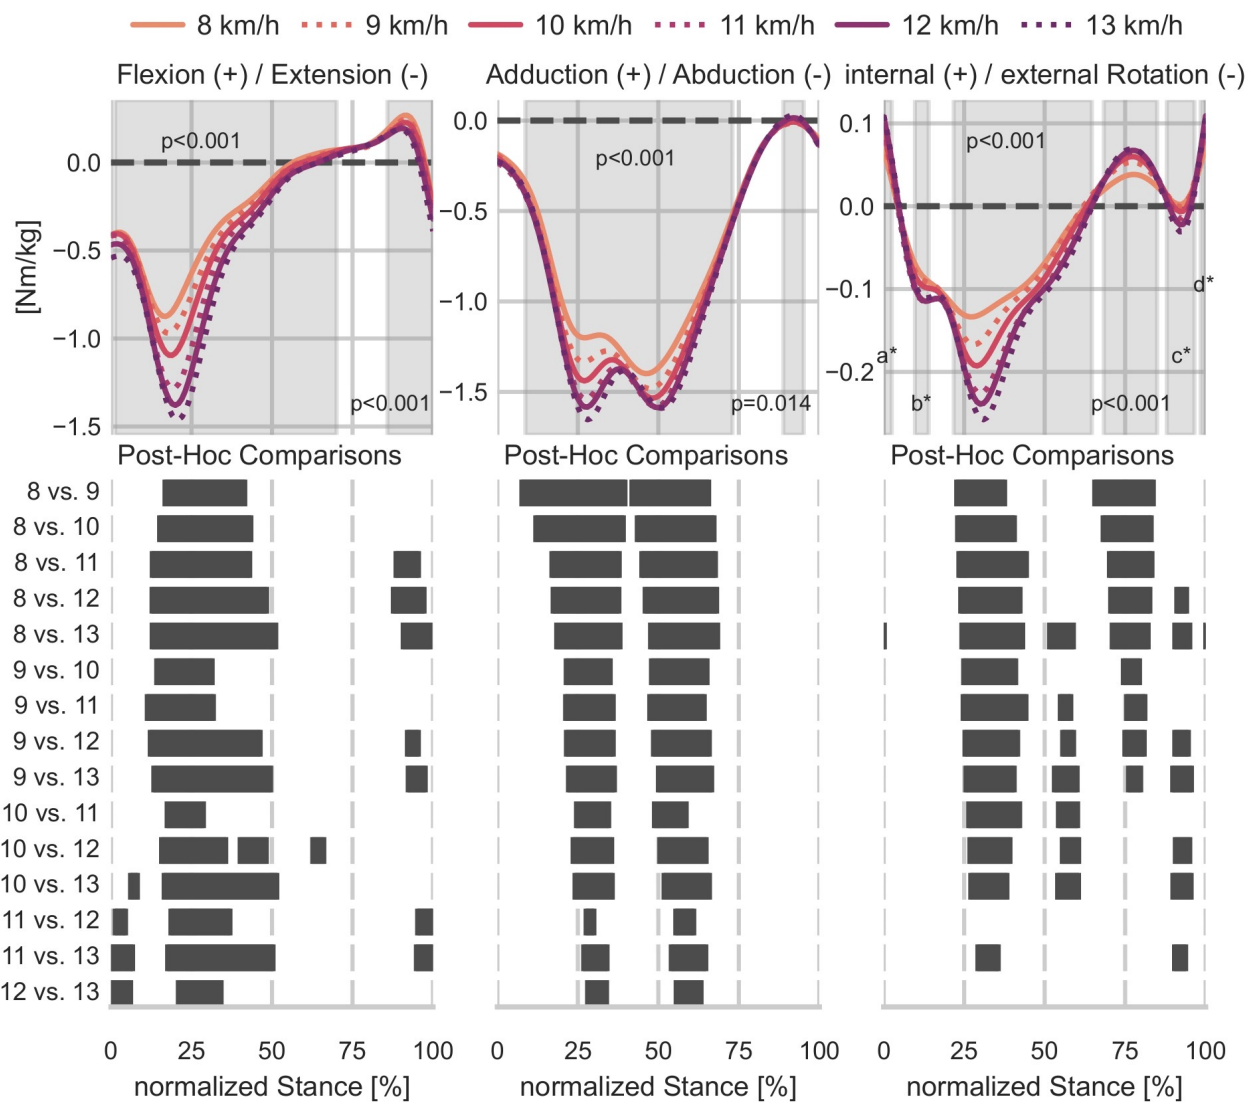 8 km/h 9 km/h 10 km/h 11 km/h 12 km/h 13 km/h
Flexion (+) / Extension (-) Adduction (+) / Abduction (-) internal (+) / external Rotation (-)
[Nm/kg]
0.0
−0.5
−1.0
−1.5
p<0.001
p<0.001
0.0
−0.5
−1.0
−1.5
p<0.001
p=0.014
0.1
0.0
−0.1
−0.2
p<0.001
d*
a*
c*
b*
p<0.001
Post-Hoc Comparisons Post-Hoc Comparisons Post-Hoc Comparisons
8 vs. 9
8 vs. 10
8 vs. 11
8 vs. 12
8 vs. 13
9 vs. 10
9 vs. 11
9 vs. 12
9 vs. 13
10 vs. 11
10 vs. 12
10 vs. 13
11 vs. 12
11 vs. 13
12 vs. 13
0 25 50 75 100 0 25 50 75 100 0 25 50 75 100
normalized Stance [%] normalized Stance [%] normalized Stance [%]